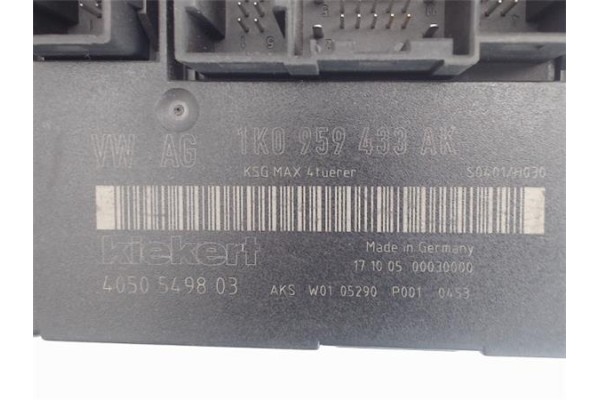 VW AG 1K0 959 433 AK
KSG MAX 4tuerer S0401/H030
kiekert Made in Germany
17 10 05 00030000
4050 5498 03 AKS W01 05290 P001 0453